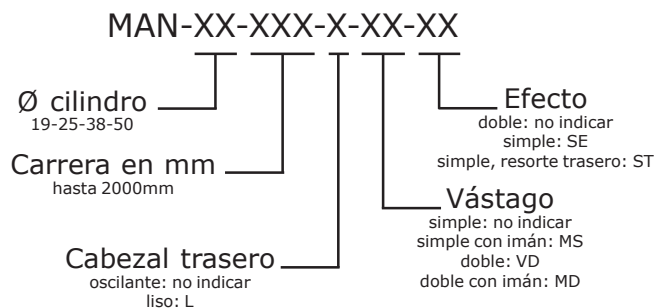 MAN-XX-XXX-X-XX-XX
Ø cilindro
19-25-38-50
Carrera en mm
hasta 2000mm
Cabezal trasero
oscilante: no indicar
liso: L
Efecto
doble: no indicar
simple: SE
simple, resorte trasero: ST
Vástago
simple: no indicar
simple con imán: MS
doble: VD
doble con imán: MD